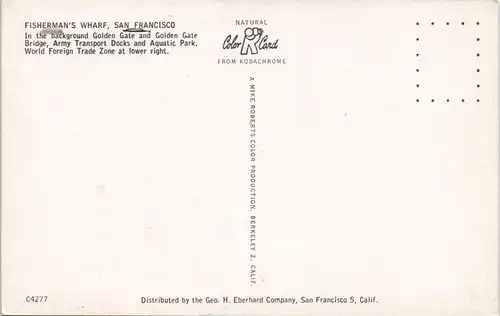 FISHERMAN'S WHARF, SAN FRANCISCO
In the background Golden Gate and Golden Gate
Bridge, Army Transport Docks and Aquatic Park.
World Foreign Trade Zone at lower right.
NATURAL
Color Card
FROM KODACHROME
A MIKE ROBERTS COLOR PRODUCTION, BERKELEY 2, CALIF.
C4277
Distributed by the Geo. H. Eberhard Company, San Francisco 5, Calif.